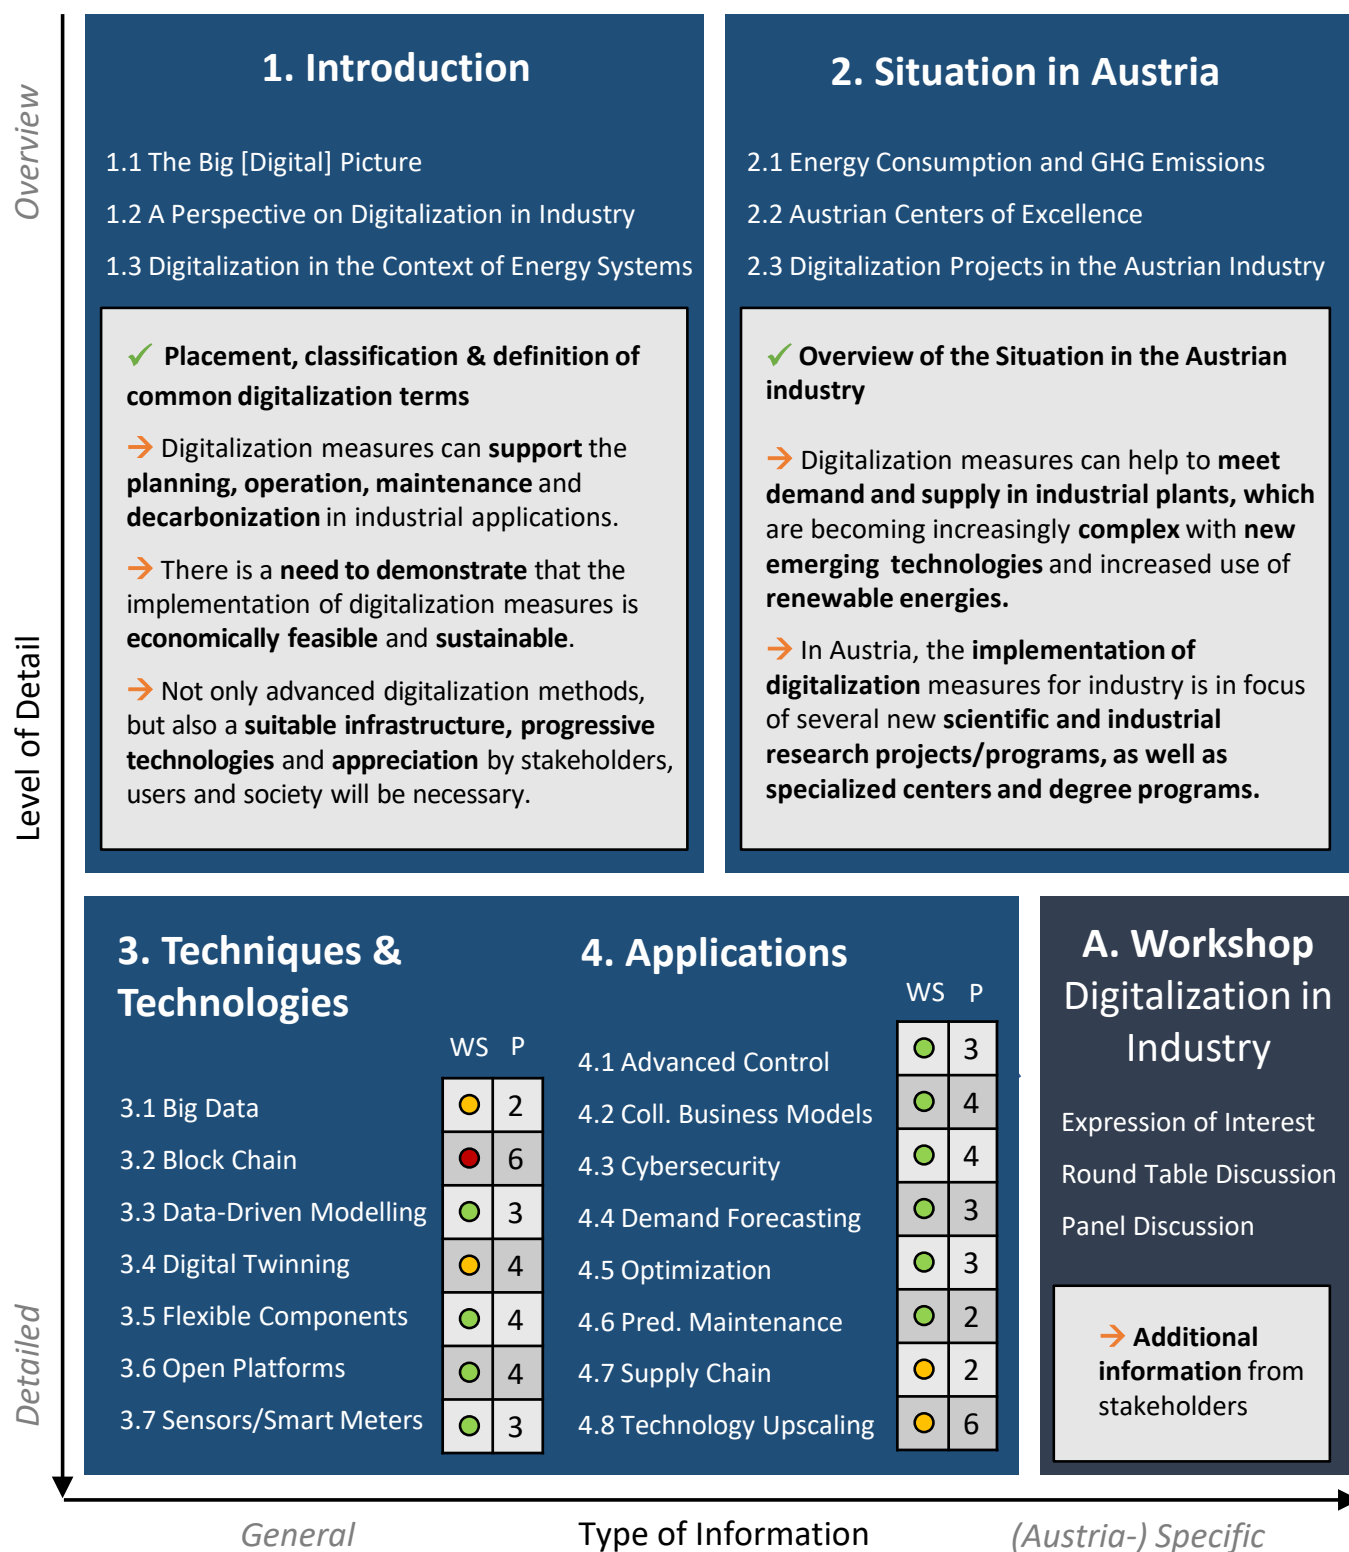 Overview
Level of Detail
Detailed
1. Introduction
1.1 The Big [Digital] Picture
1.2 A Perspective on Digitalization in Industry
1.3 Digitalization in the Context of Energy Systems
✓ Placement, classification & definition of
common digitalization terms
→ Digitalization measures can support the
planning, operation, maintenance and
decarbonization in industrial applications.
→ There is a need to demonstrate that the
implementation of digitalization measures is
economically feasible and sustainable.
→ Not only advanced digitalization methods,
but also a suitable infrastructure, progressive
technologies and appreciation by stakeholders,
users and society will be necessary.
2. Situation in Austria
2.1 Energy Consumption and GHG Emissions
2.2 Austrian Centers of Excellence
2.3 Digitalization Projects in the Austrian Industry
✓ Overview of the Situation in the Austrian
industry
→ Digitalization measures can help to meet
demand and supply in industrial plants, which
are becoming increasingly complex with new
emerging technologies and increased use of
renewable energies.
→ In Austria, the implementation of
digitalization measures for industry is in focus
of several new scientific and industrial
research projects/programs, as well as
specialized centers and degree programs.
3. Techniques &
Technologies
WS P
3.1 Big Data 2
3.2 Block Chain 6
3.3 Data-Driven Modelling 3
3.4 Digital Twinning 4
3.5 Flexible Components 4
3.6 Open Platforms 4
3.7 Sensors/Smart Meters 3
4. Applications
WS P
4.1 Advanced Control 3
4.2 Coll. Business Models 4
4.3 Cybersecurity 4
4.4 Demand Forecasting 3
4.5 Optimization 3
4.6 Pred. Maintenance 2
4.7 Supply Chain 2
4.8 Technology Upscaling 6
A. Workshop
Digitalization in
Industry
Expression of Interest
Round Table Discussion
Panel Discussion
→ Additional
information from
stakeholders
General
Type of Information
(Austria-) Specific